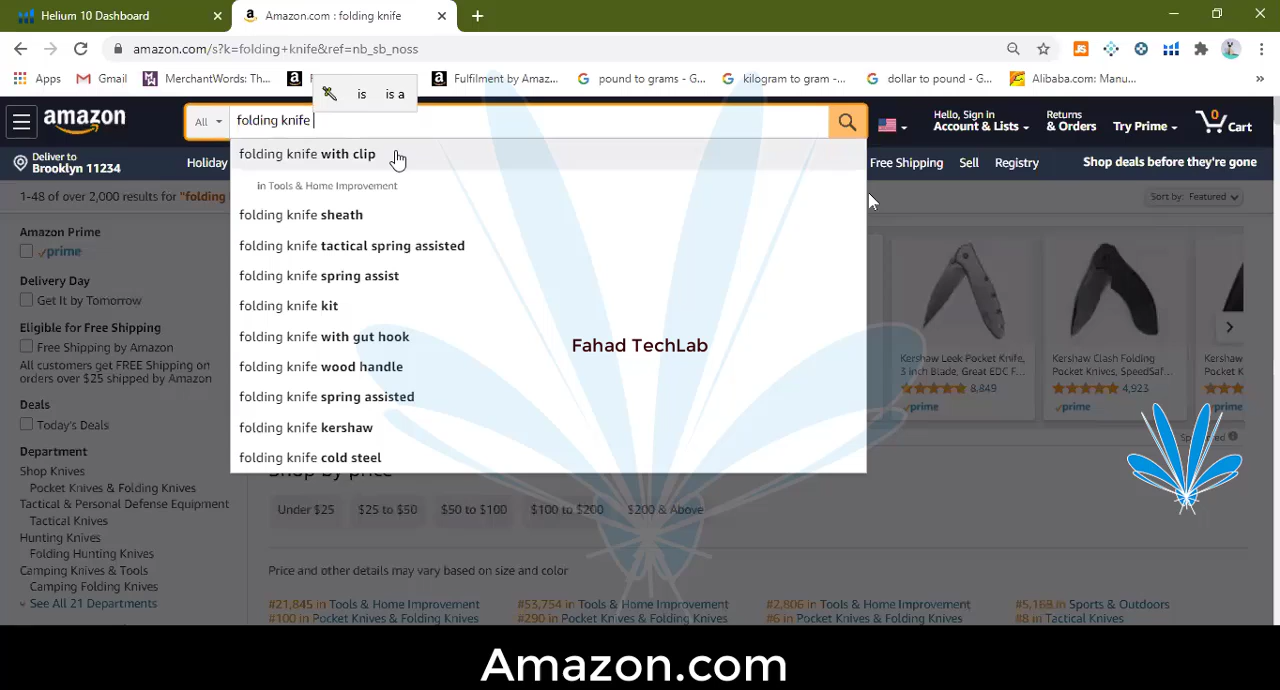 Helium 10 Dashboard
Amazon.com : folding knife
amazon.com/s?k=folding+knife&ref=nb_sb_noss
Apps
Gmail
MerchantWords: Th...
Fulfilment by Amaz...
pound to grams - G...
kilogram to gram -...
dollar to pound - G...
Alibaba.com: Manu...
is
is a
amazon
All
folding knife
Hello, Sign in
Account & Lists
Returns
& Orders
Try Prime
0
Cart
Deliver to
Brooklyn 11234
Holiday
Free Shipping
Sell
Registry
Shop deals before they're gone
1-48 of over 2,000 results for "folding
Sort by: Featured
folding knife with clip
in Tools & Home Improvement
folding knife sheath
folding knife tactical spring assisted
folding knife spring assist
folding knife kit
folding knife with gut hook
folding knife wood handle
folding knife spring assisted
folding knife kershaw
folding knife cold steel
Fahad TechLab
Amazon Prime
prime
Delivery Day
Get It by Tomorrow
Eligible for Free Shipping
Free Shipping by Amazon
All customers get FREE Shipping on
orders over $25 shipped by Amazon
Deals
Today's Deals
Department
Shop Knives
Pocket Knives & Folding Knives
Tactical & Personal Defense Equipment
Tactical Knives
Hunting Knives
Folding Hunting Knives
Camping Knives & Tools
Camping Folding Knives
See All 21 Departments
Kershaw Leek Pocket Knife,
3 inch Blade, Great EDC F...
8,849
prime
Kershaw Clash Folding
Pocket Knives, SpeedSaf...
4,923
prime
Kersha
Pocket
prime
Shop by price
Under $25
$25 to $50
$50 to $100
$100 to $200
$200 & Above
Price and other details may vary based on size and color
#21,845 in Tools & Home Improvement
#100 in Pocket Knives & Folding Knives
#53,754 in Tools & Home Improvement
#290 in Pocket Knives & Folding Knives
#2,806 in Tools & Home Improvement
#6 in Pocket Knives & Folding Knives
#5,168 in Sports & Outdoors
#8 in Tactical Knives
Amazon.com